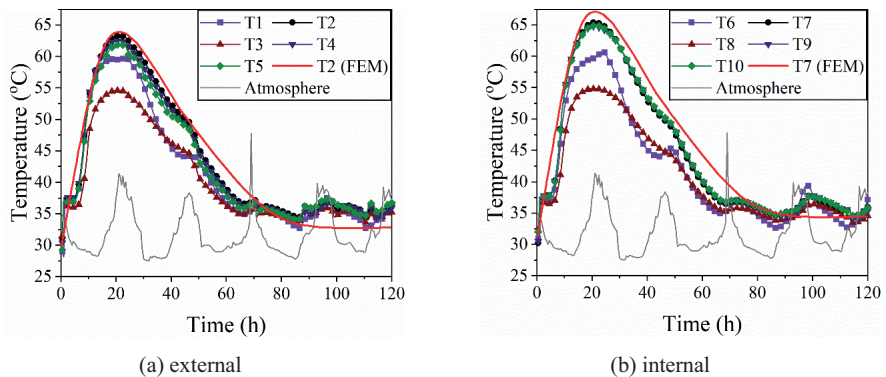 65
60
55
50
45
40
35
30
25
Temperature (°C)
T1 T2
T3 T4
T5 T2 (FEM)
Atmosphere
0 20 40 60 80 100 120
Time (h)
(a) external
65
60
55
50
45
40
35
30
25
Temperature (°C)
T6 T7
T8 T9
T10 T7 (FEM)
Atmosphere
0 20 40 60 80 100 120
Time (h)
(b) internal